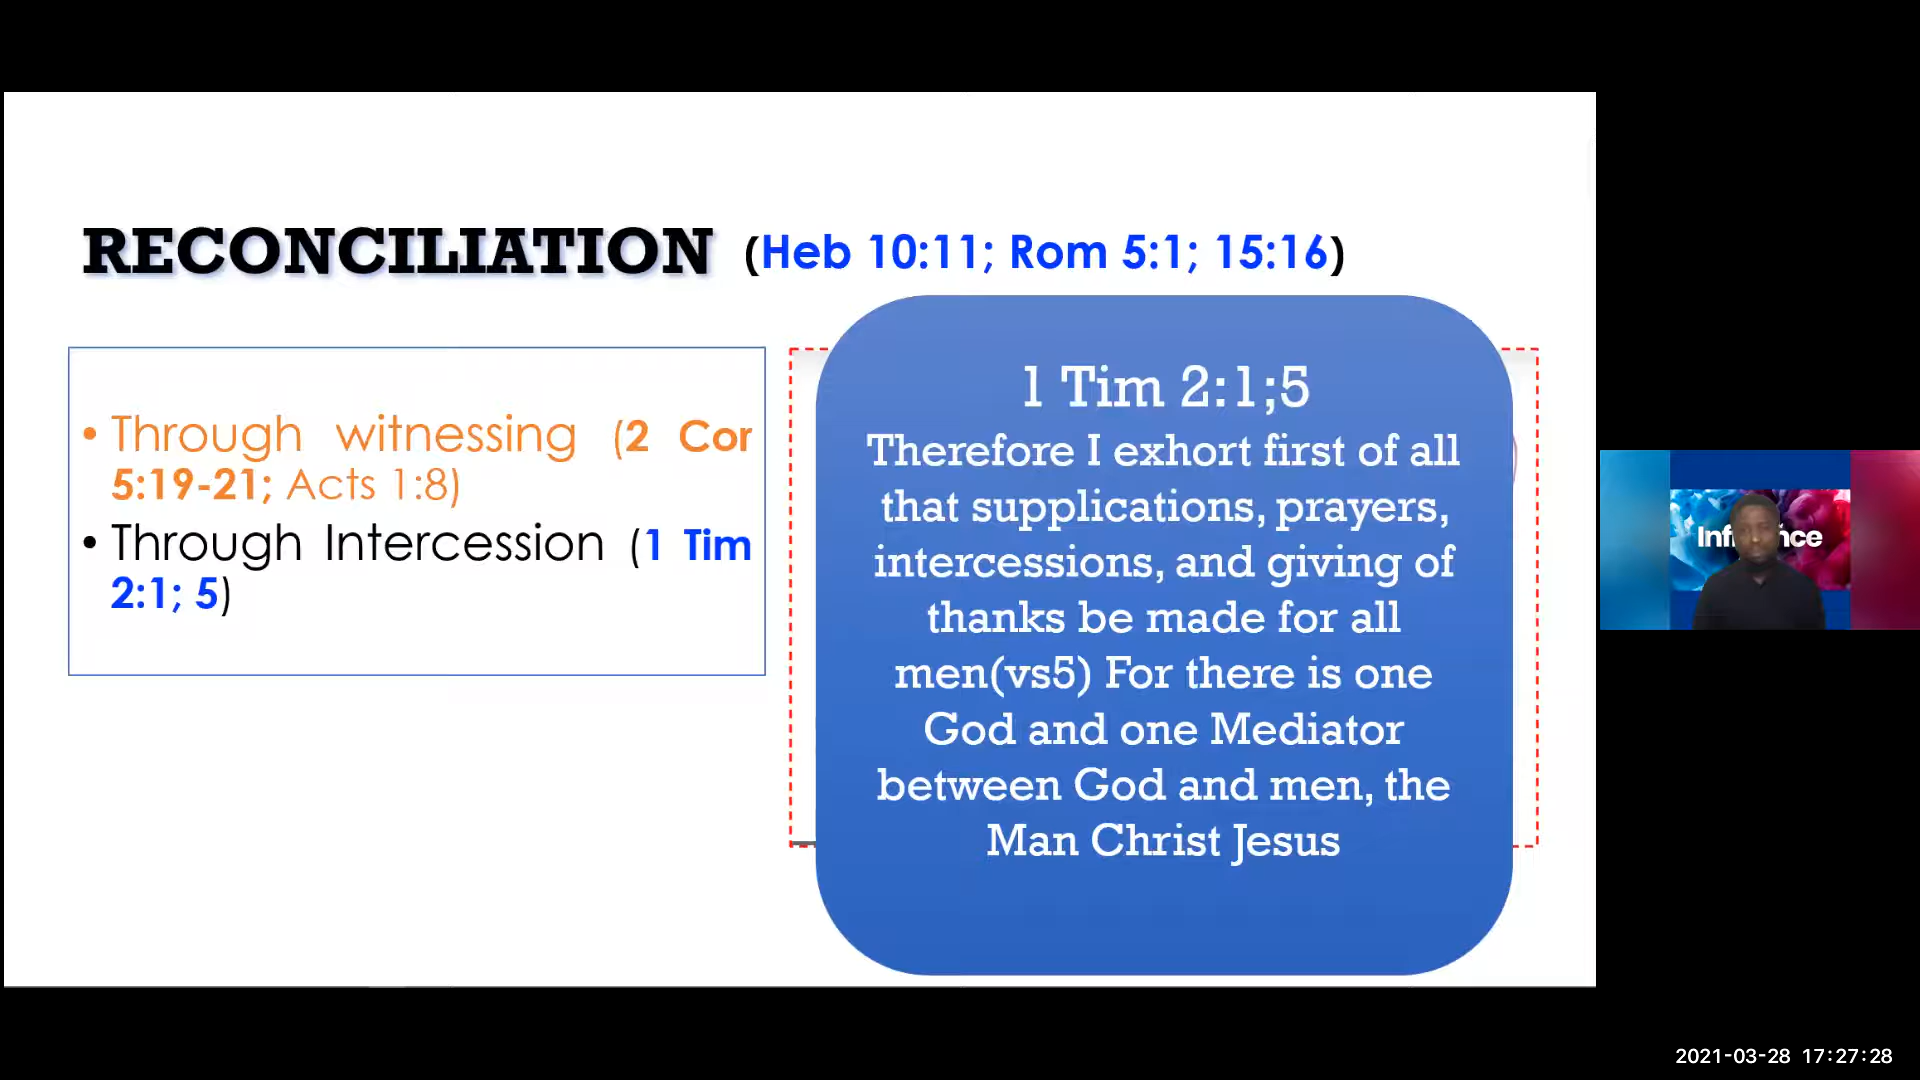 RECONCILIATION (Heb 10:11; Rom 5:1; 15:16)
• Through witnessing (2 Cor
5:19-21; Acts 1:8)
• Through Intercession (1 Tim
2:1; 5)
1 Tim 2:1;5
Therefore I exhort first of all
that supplications, prayers,
intercessions, and giving of
thanks be made for all
men(vs5) For there is one
God and one Mediator
between God and men, the
Man Christ Jesus
2021-03-28 17:27:28